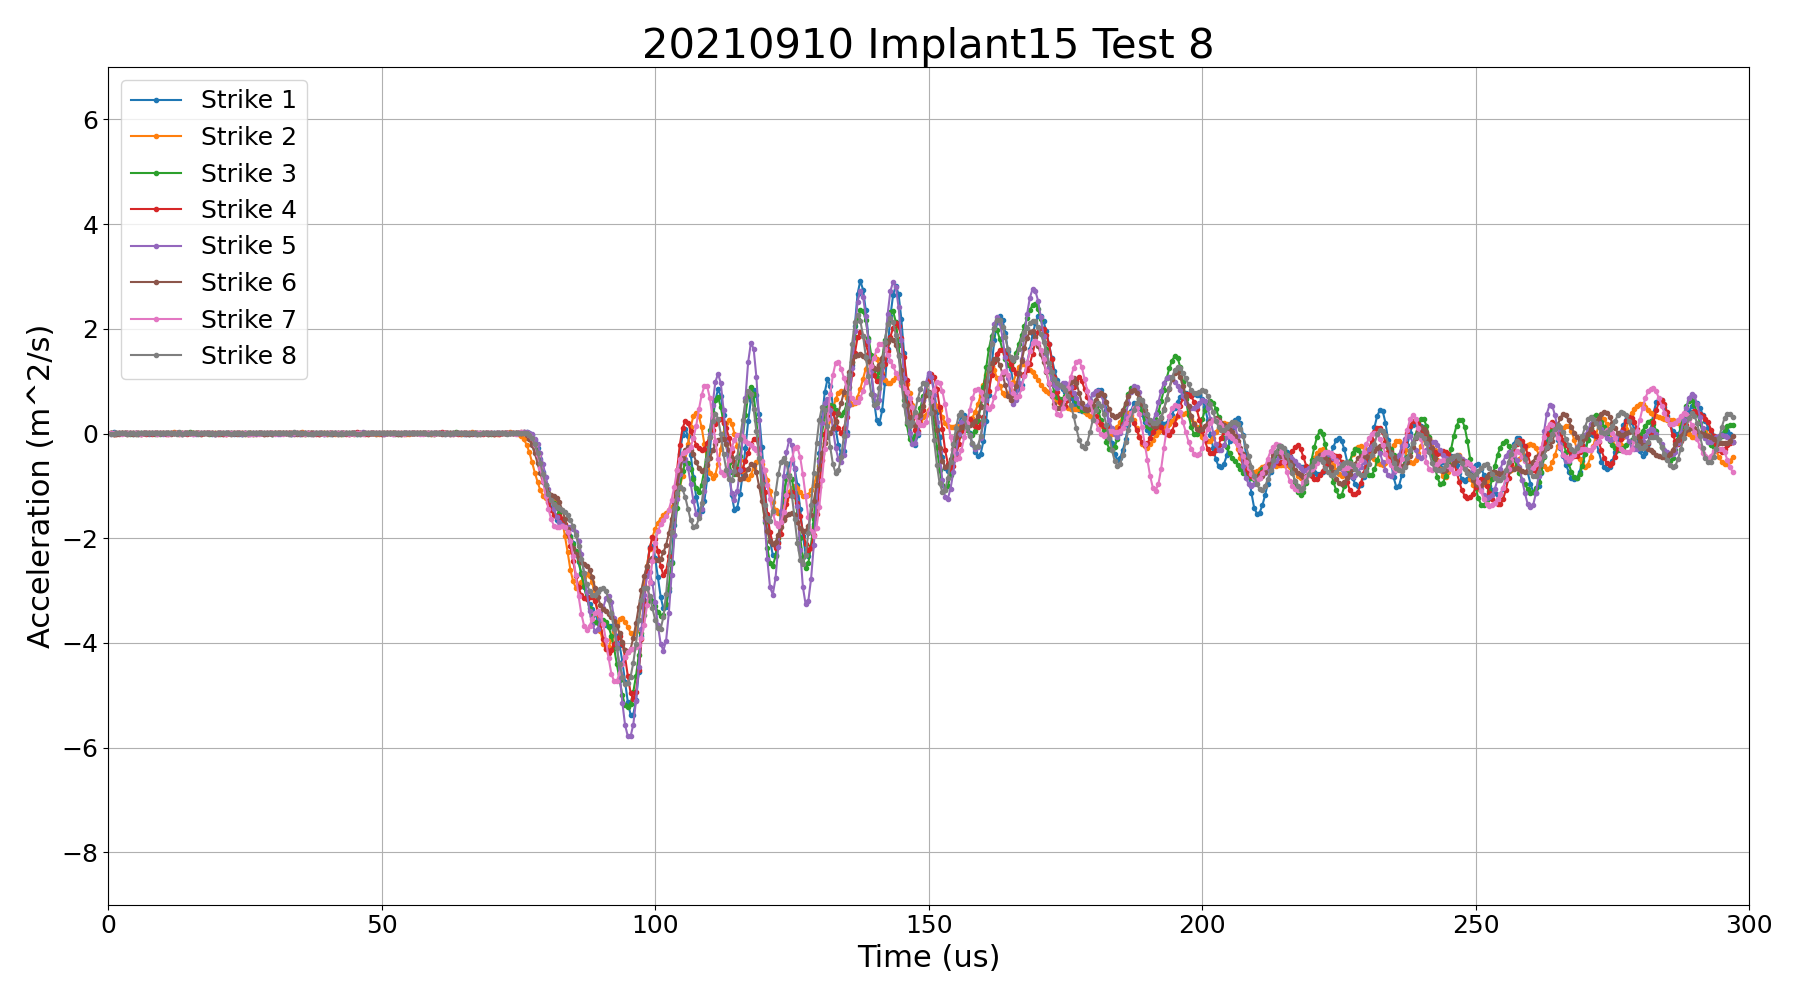 20210910 Implant15 Test 8
Strike 1
Strike 2
Strike 3
Strike 4
Strike 5
Strike 6
Strike 7
Strike 8
Acceleration (m^2/s)
6
4
2
0
−2
−4
−6
−8
0 50 100 150 200 250 300
Time (us)